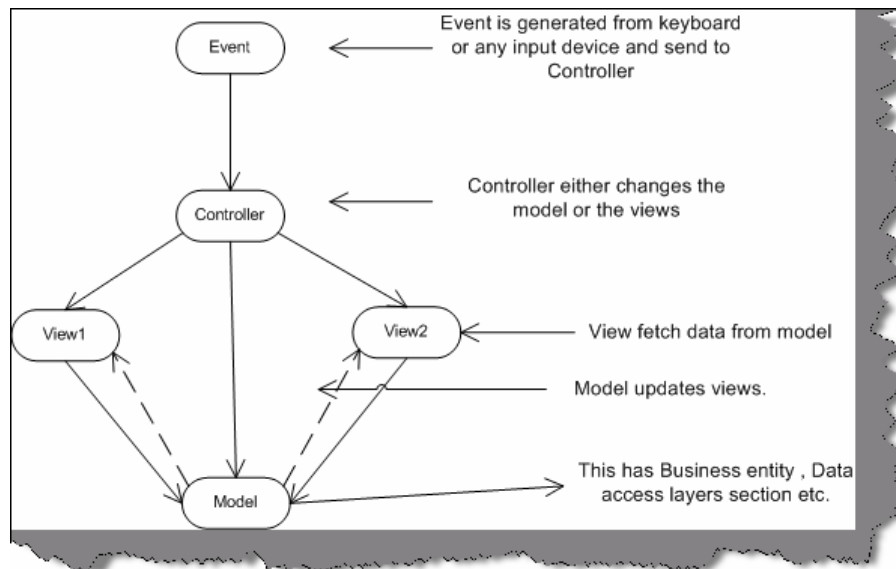 Event
Event is generated from keyboard
or any input device and send to
Controller
Controller
Controller either changes the
model or the views
View1
View2
View fetch data from model
Model updates views.
Model
This has Business entity , Data
access layers section etc.